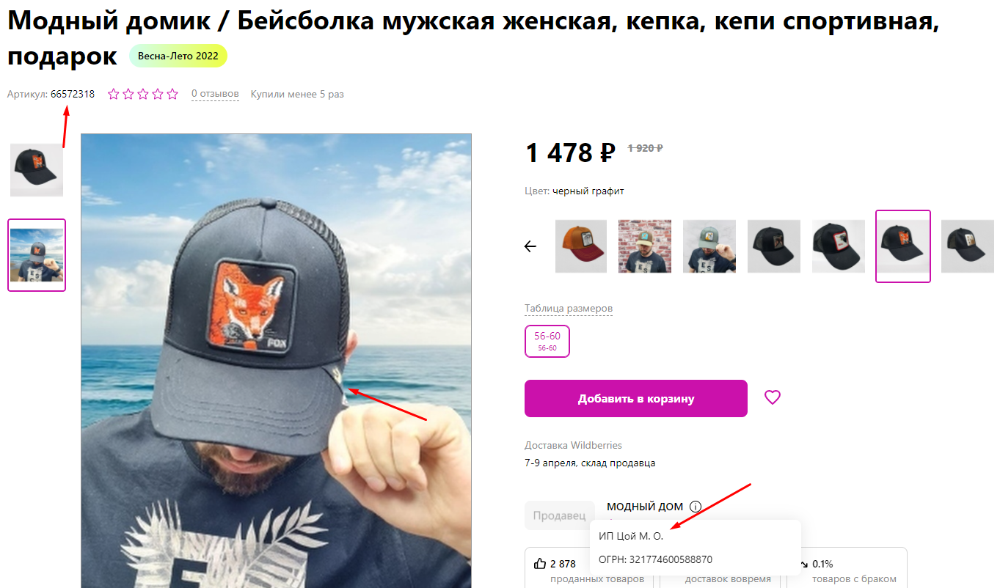 Модный домик / Бейсболка мужская женская, кепка, кепи спортивная,
подарок Весна-Лето 2022
Артикул: 66572318 0 отзывов Купили менее 5 раз
1 478 ₽ 1 920 ₽
Цвет: черный графит
FOX
Таблица размеров
56-60
56-60
Добавить в корзину
Доставка Wildberries
7-9 апреля, склад продавца
Продавец
МОДНЫЙ ДОМ
ИП Цой М. О.
ОГРН: 321774600588870
2 878
проданных товаров
доставок вовремя
0.1%
товаров с браком
E S